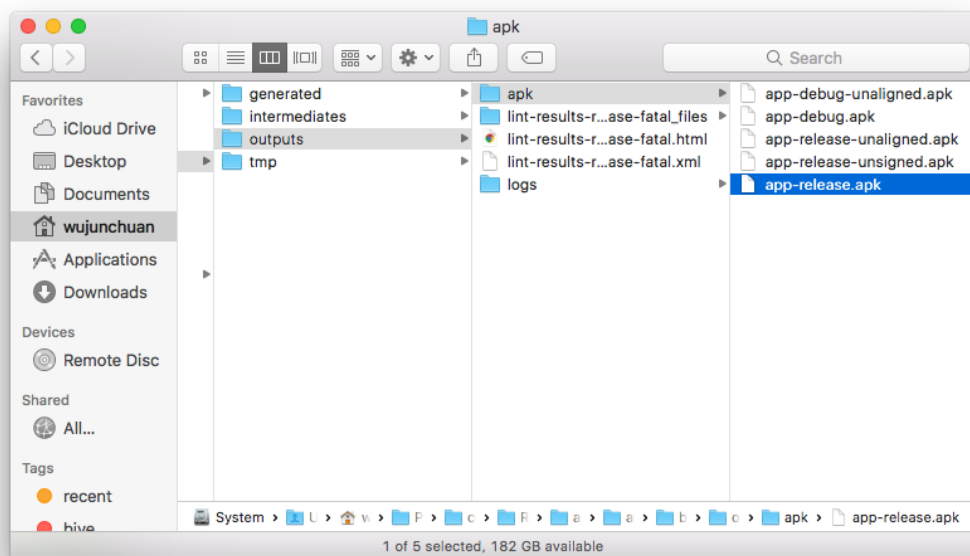 apk
Search
Favorites
iCloud Drive
Desktop
Documents
wujunchuan
Applications
Downloads
Devices
Remote Disc
Shared
All...
Tags
recent
generated
intermediates
outputs
tmp
apk
lint-results-r...ase-fatal_files
lint-results-r...ase-fatal.html
lint-results-r...ase-fatal.xml
logs
app-debug-unaligned.apk
app-debug.apk
app-release-unaligned.apk
app-release-unsigned.apk
app-release.apk
System › U › w › P › c › R › a › a › b › o › apk › app-release.apk
1 of 5 selected, 182 GB available